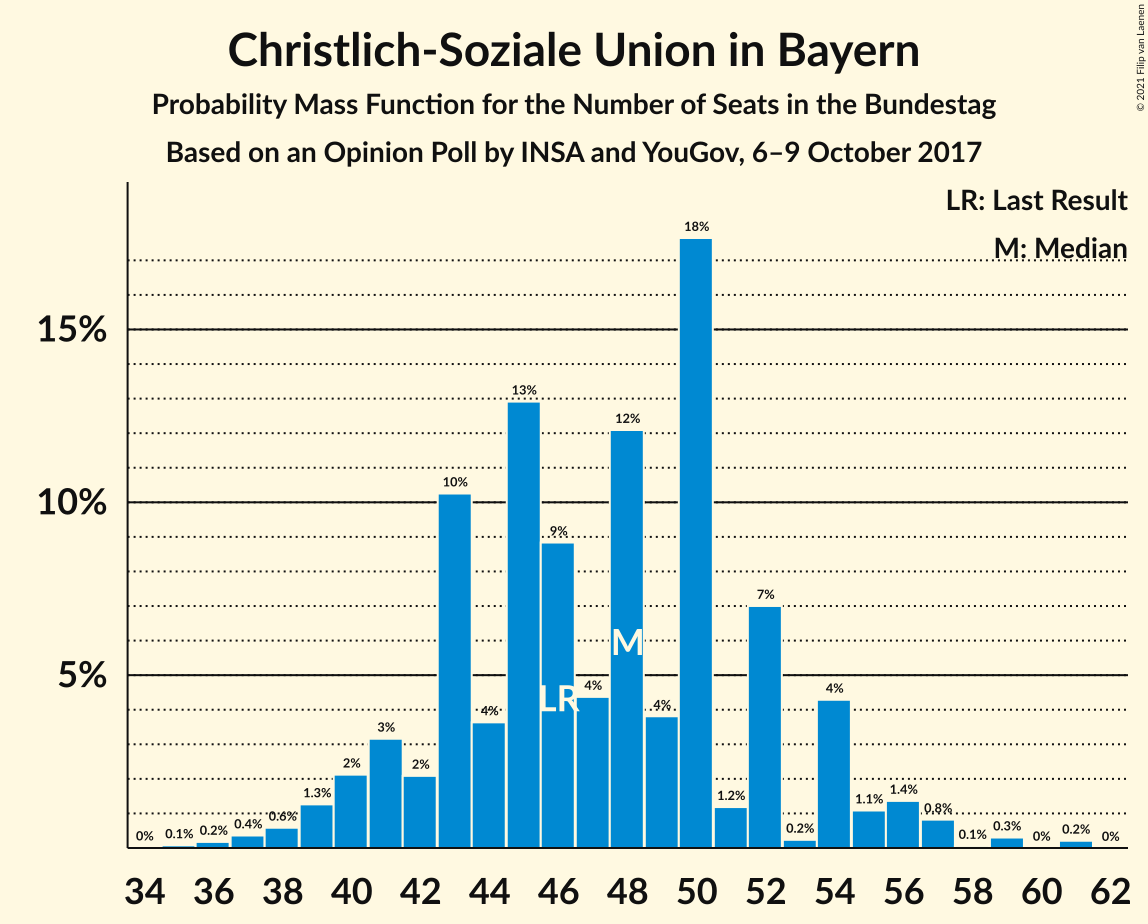 Christlich-Soziale Union in Bayern
Probability Mass Function for the Number of Seats in the Bundestag
Based on an Opinion Poll by INSA and YouGov, 6–9 October 2017
© 2021 Filip van Laenen
LR: Last Result
M: Median
15%
10%
5%
0% 0.1% 0.2% 0.4% 0.6% 1.3% 2% 3% 2% 10% 4% 13% 9% 4% 12% 4% 18% 1.2% 7% 0.2% 4% 1.1% 1.4% 0.8% 0.1% 0.3% 0% 0.2% 0%
M
LR
34 36 38 40 42 44 46 48 50 52 54 56 58 60 62